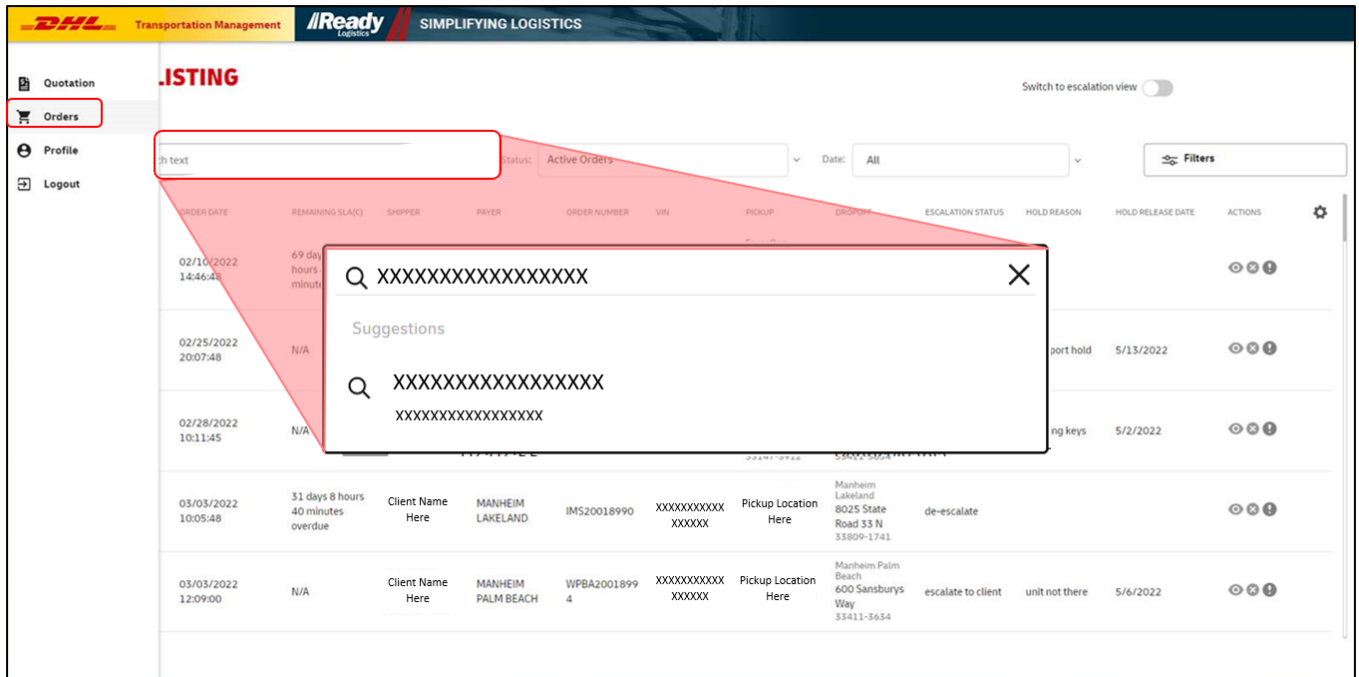 DHL Transportation Management //Ready Logistics SIMPLIFYING LOGISTICS
Quotation
Orders
Profile
Logout
LISTING
Switch to escalation view
ch text
Status: Active Orders
Date: All
Filters
ORDER DATE REMAINING SLA(C) SHIPPER PAYER ORDER NUMBER VIN PICKUP DROPOFF ESCALATION STATUS HOLD REASON HOLD RELEASE DATE ACTIONS
02/10/2022
14:46:48
69 day
hours
minute
XXXXXXXXXXXXXXXXX
Suggestions
XXXXXXXXXXXXXXXXX
XXXXXXXXXXXXXXXXX
02/25/2022
20:07:48
N/A
port hold
5/13/2022
02/28/2022
10:11:45
N/A
ng keys
5/2/2022
33411-3634
03/03/2022
10:05:48
31 days 8 hours
40 minutes
overdue
Client Name
Here
MANHEIM
LAKELAND
IMS20018990
XXXXXXXXXXX
XXXXXX
Pickup Location
Here
Manheim
Lakeland
8025 State
Road 33 N
33809-1741
de-escalate
03/03/2022
12:09:00
N/A
Client Name
Here
MANHEIM
PALM BEACH
WPBA2001899
4
XXXXXXXXXXX
XXXXXX
Pickup Location
Here
Manheim Palm
Beach
600 Sansburys
Way
33411-3634
escalate to client
unit not there
5/6/2022